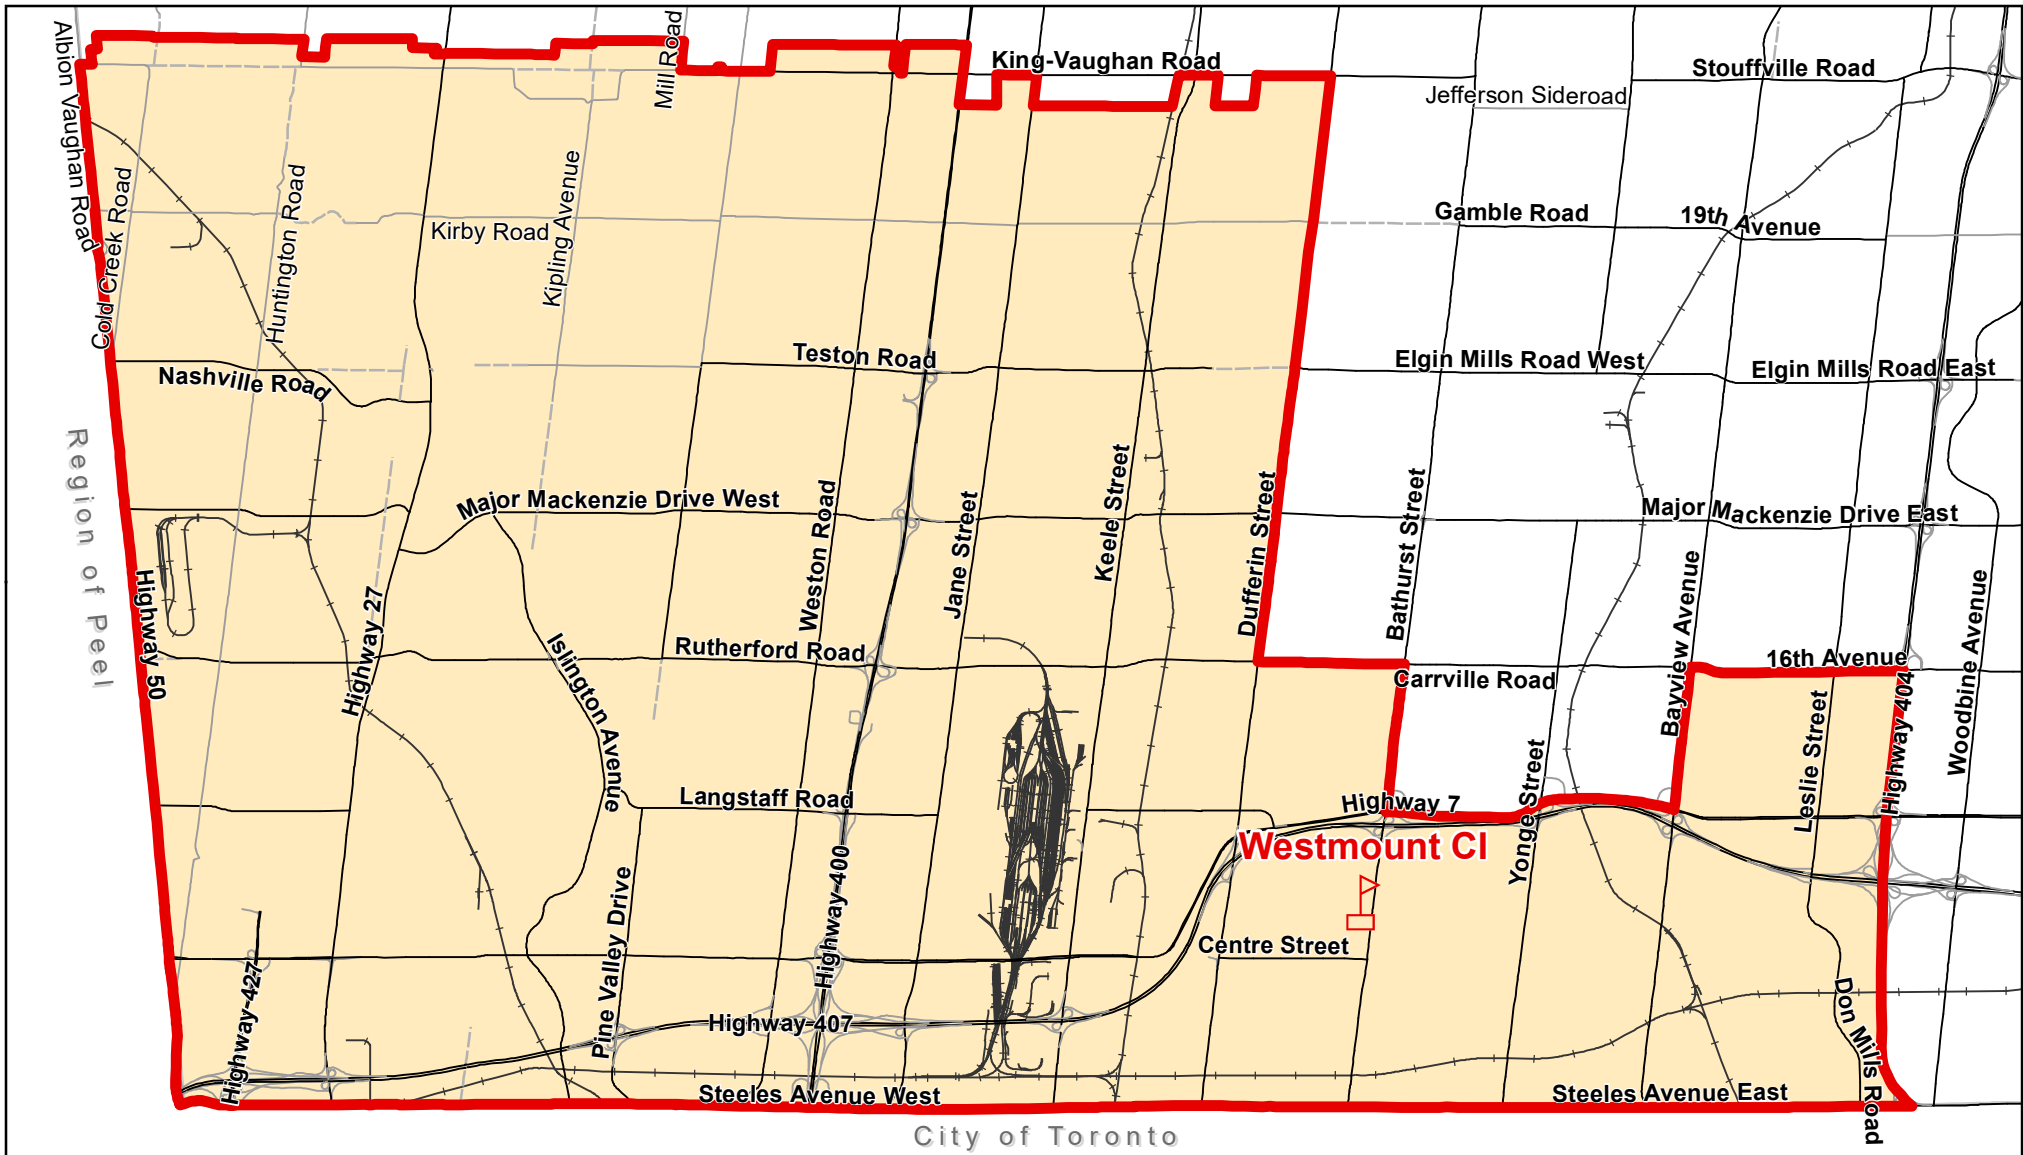 Albion Vaughan Road
Mill Road
King-Vaughan Road
Stouffville Road
Jefferson Sideroad
Cold Creek Road
Huntington Road
Kirby Road
Kipling Avenue
Gamble Road
19th Avenue
Nashville Road
Teston Road
Elgin Mills Road West
Elgin Mills Road East
Region of Peel
Major Mackenzie Drive West
Weston Road
Jane Street
Keele Street
Dufferin Street
Bathurst Street
Major Mackenzie Drive East
Bayview Avenue
Woodbine Avenue
Highway 50
Highway 27
Islington Avenue
Rutherford Road
Carrville Road
16th Avenue
Leslie Street
Highway 404
Langstaff Road
Highway 7
Yonge Street
Westmount CI
Highway 400
Pine Valley Drive
Centre Street
Highway 427
Highway 407
Don Mills Road
Steeles Avenue West
Steeles Avenue East
City of Toronto